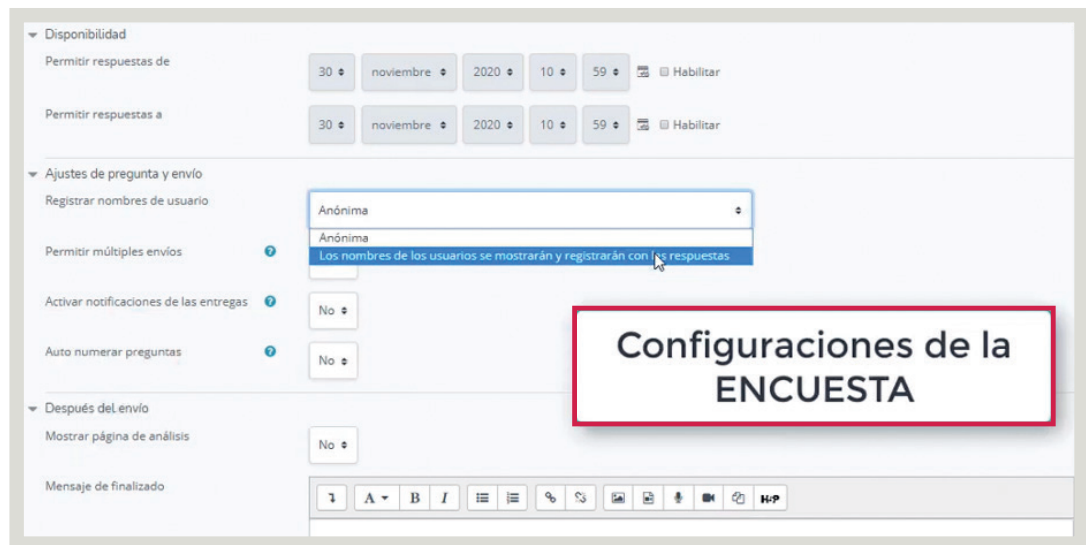 Disponibilidad
Permitir respuestas de
30 noviembre 2020 10 59 Habilitar
Permitir respuestas a
30 noviembre 2020 10 59 Habilitar
Ajustes de pregunta y envío
Registrar nombres de usuario
Anónima
Anónima
Los nombres de los usuarios se mostrarán y registrarán con las respuestas
Permitir múltiples envíos
Activar notificaciones de las entregas
No
Auto numerar preguntas
No
Configuraciones de la
ENCUESTA
Después del envío
Mostrar página de análisis
No
Mensaje de finalizado
A B I H5P